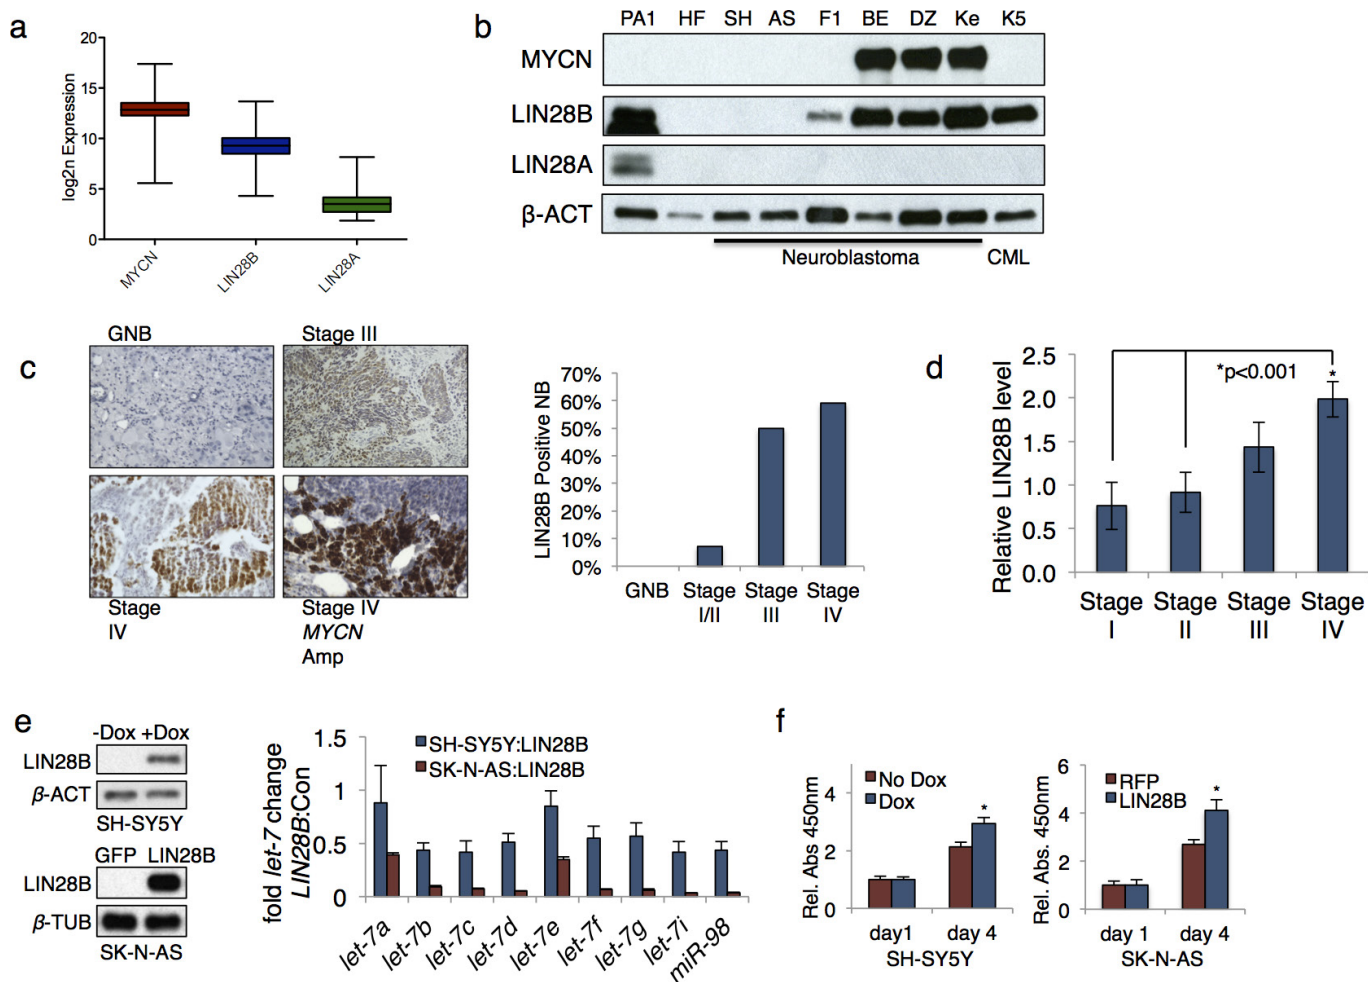 a
log2n Expression
20
15
10
5
0
MYCN
LIN28B
LIN28A
b
PA1 HF SH AS F1 BE DZ Ke K5
MYCN
LIN28B
LIN28A
β-ACT
Neuroblastoma CML
c
GNB
Stage III
Stage
IV
Stage IV
MYCN
Amp
LIN28B Positive NB
70%
60%
50%
40%
30%
20%
10%
0%
GNB Stage Stage Stage
I/II III IV
d
Relative LIN28B level
2.5
2.0
1.5
1.0
0.5
0.0
*p<0.001
*
Stage Stage Stage Stage
I II III IV
e
-Dox +Dox
LIN28B
β-ACT
SH-SY5Y
GFP LIN28B
LIN28B
β-TUB
SK-N-AS
fold let-7 change
LIN28B:Con
1.5
1
0.5
0
SH-SY5Y:LIN28B
SK-N-AS:LIN28B
let-7a
let-7b
let-7c
let-7d
let-7e
let-7f
let-7g
let-7i
miR-98
f
Rel. Abs 450nm
4
2
0
No Dox
Dox
*
day1 day 4
SH-SY5Y
Rel. Abs. 450nm
6
4
2
0
RFP
LIN28B
*
day 1 day 4
SK-N-AS